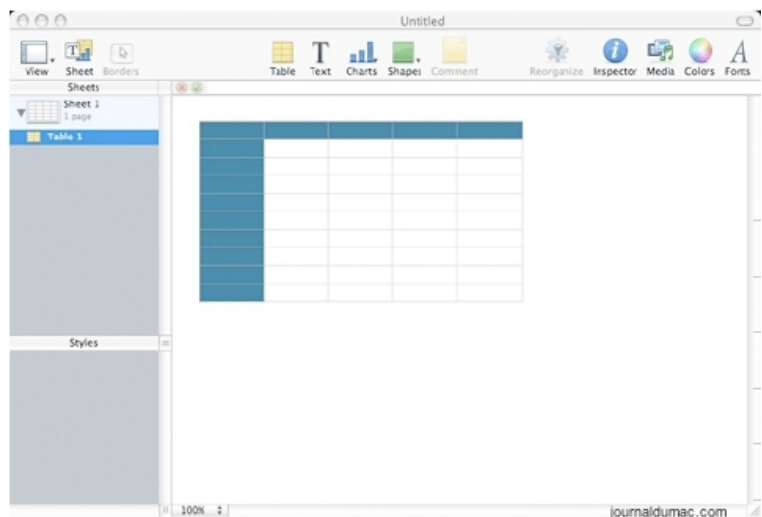 Untitled
View Sheet Borders Table Text Charts Shapes Comment Reorganize Inspector Media Colors Fonts
Sheets
Sheet 1
1 page
Table 1
Styles
100%
journaldumac.com